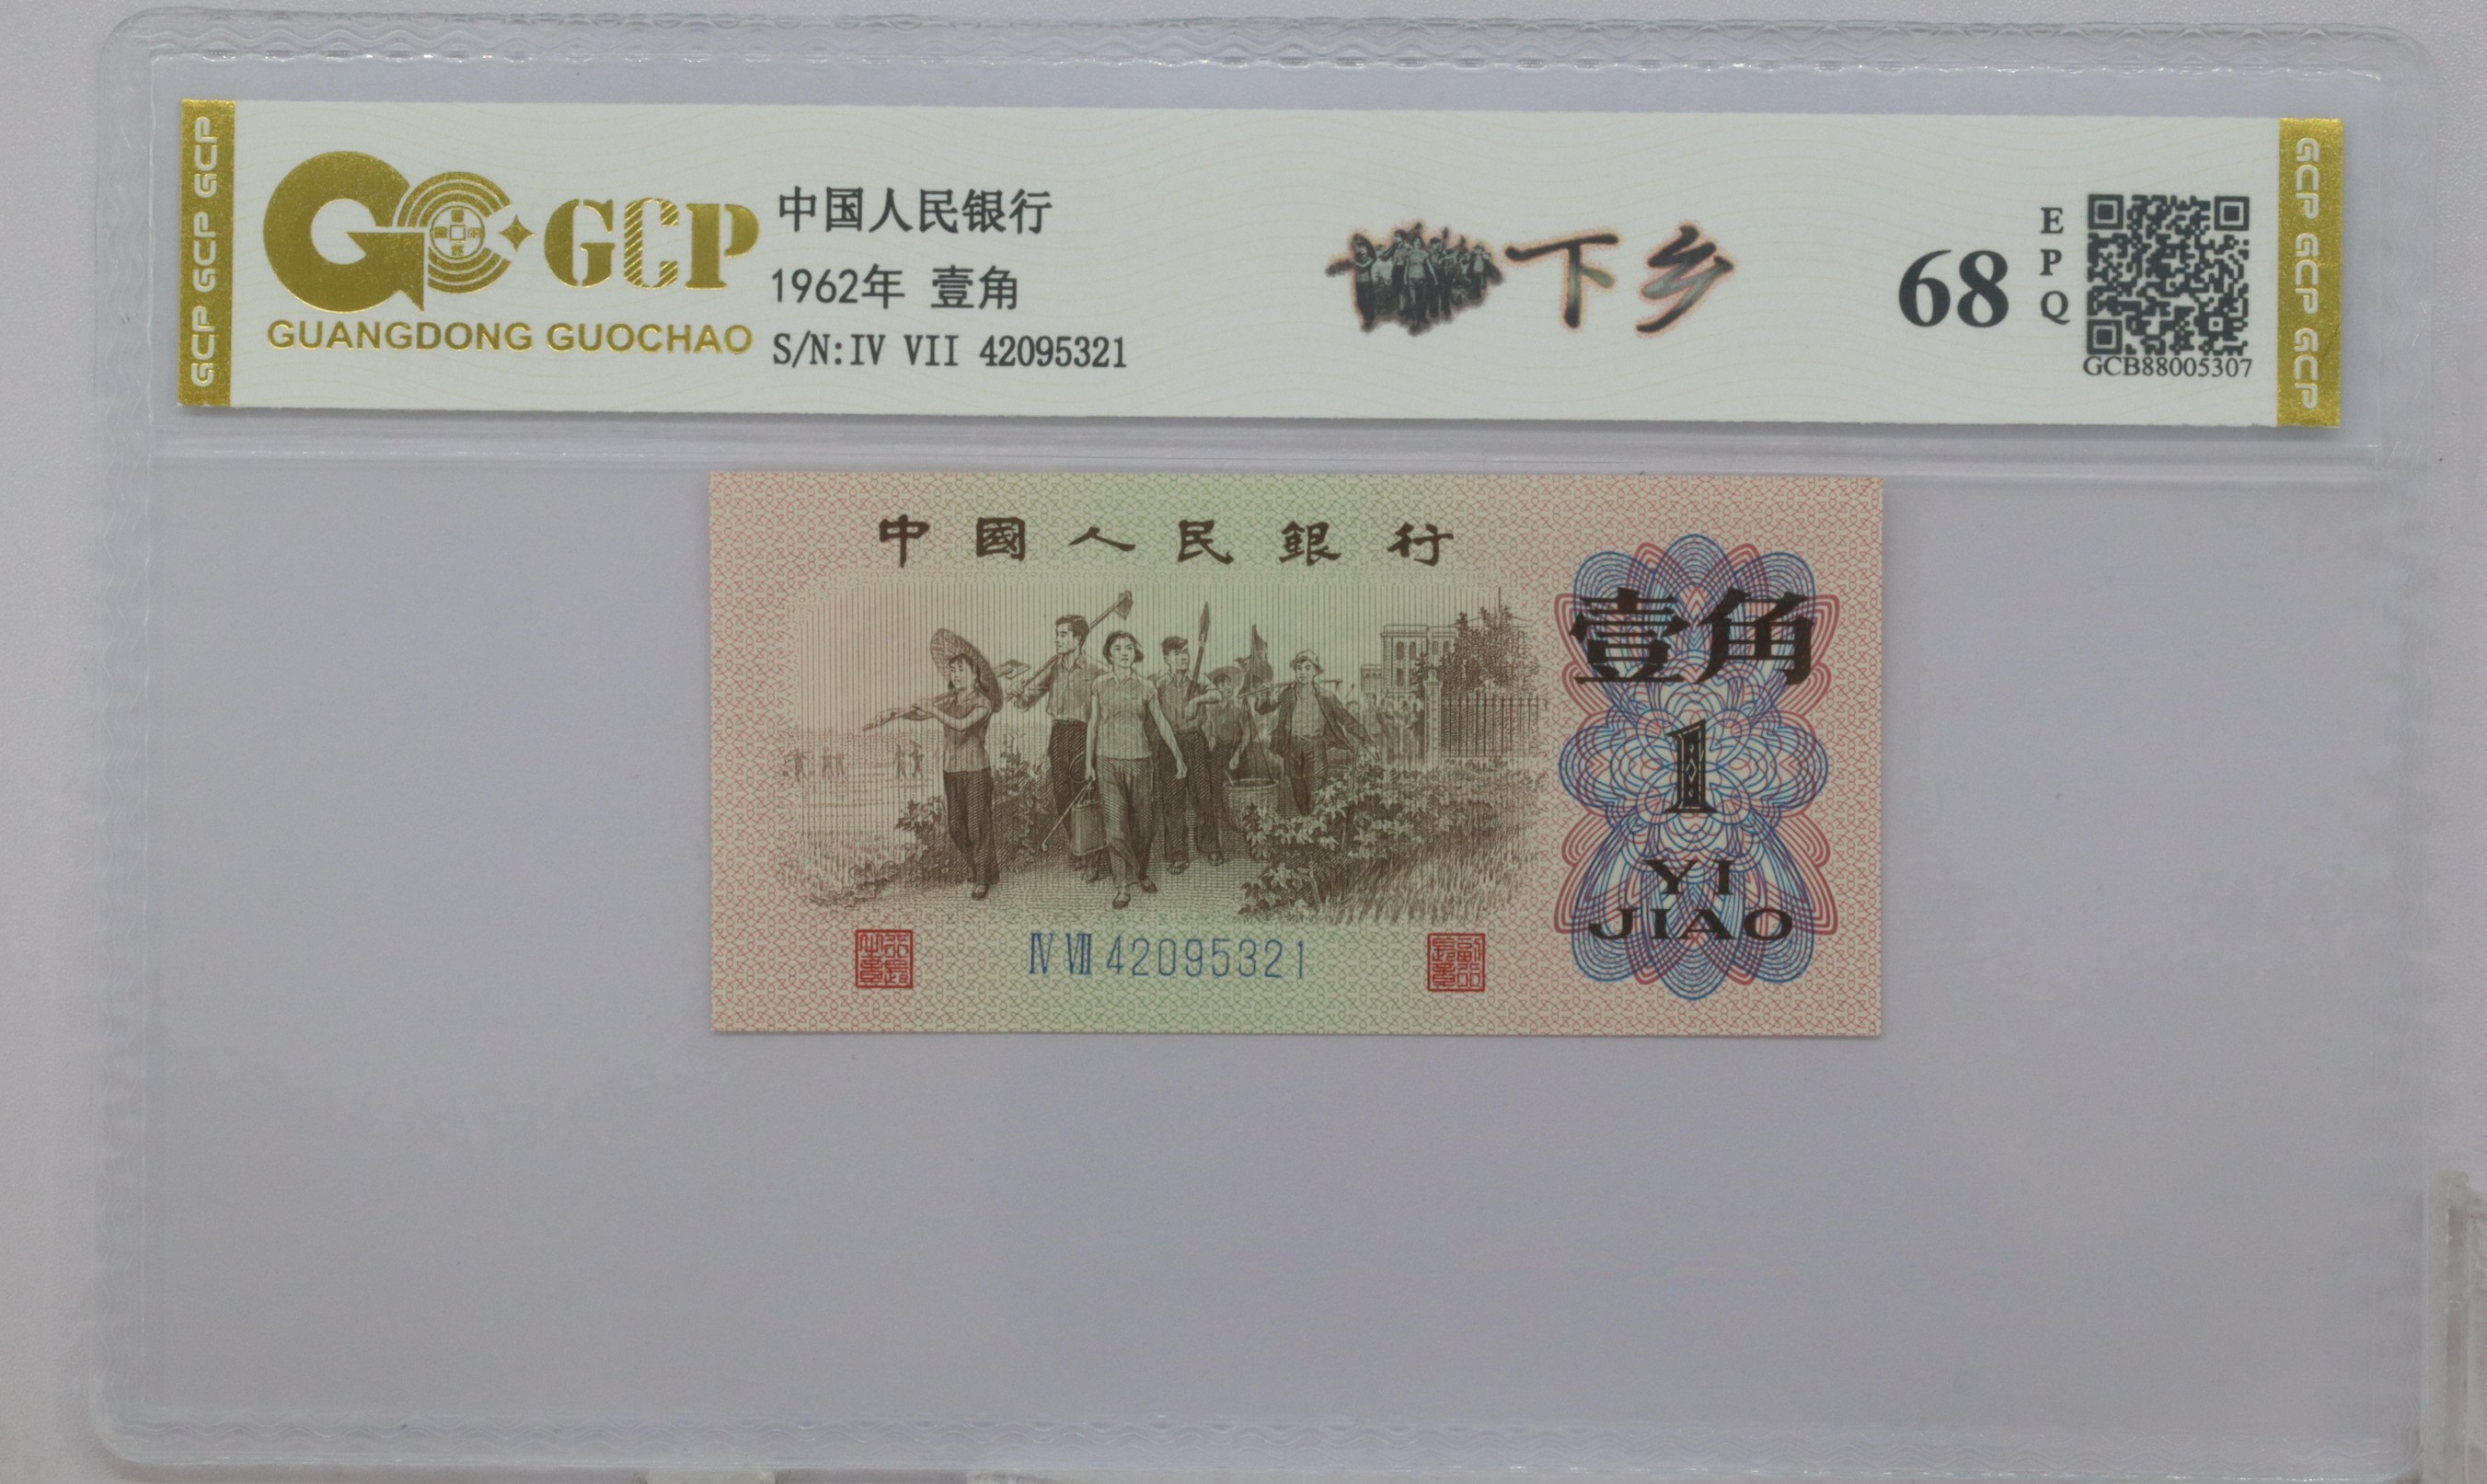 GCP GCP GCP
GCP
GUANGDONG GUOCHAO
中国人民银行
1962年 壹角
S/N:IV VII 42095321
下乡
68
EPQ
GCB88005307
GCP GCP GCP
中國人民銀行
壹角
1
YI
JIAO
Ⅳ Ⅶ 42095321